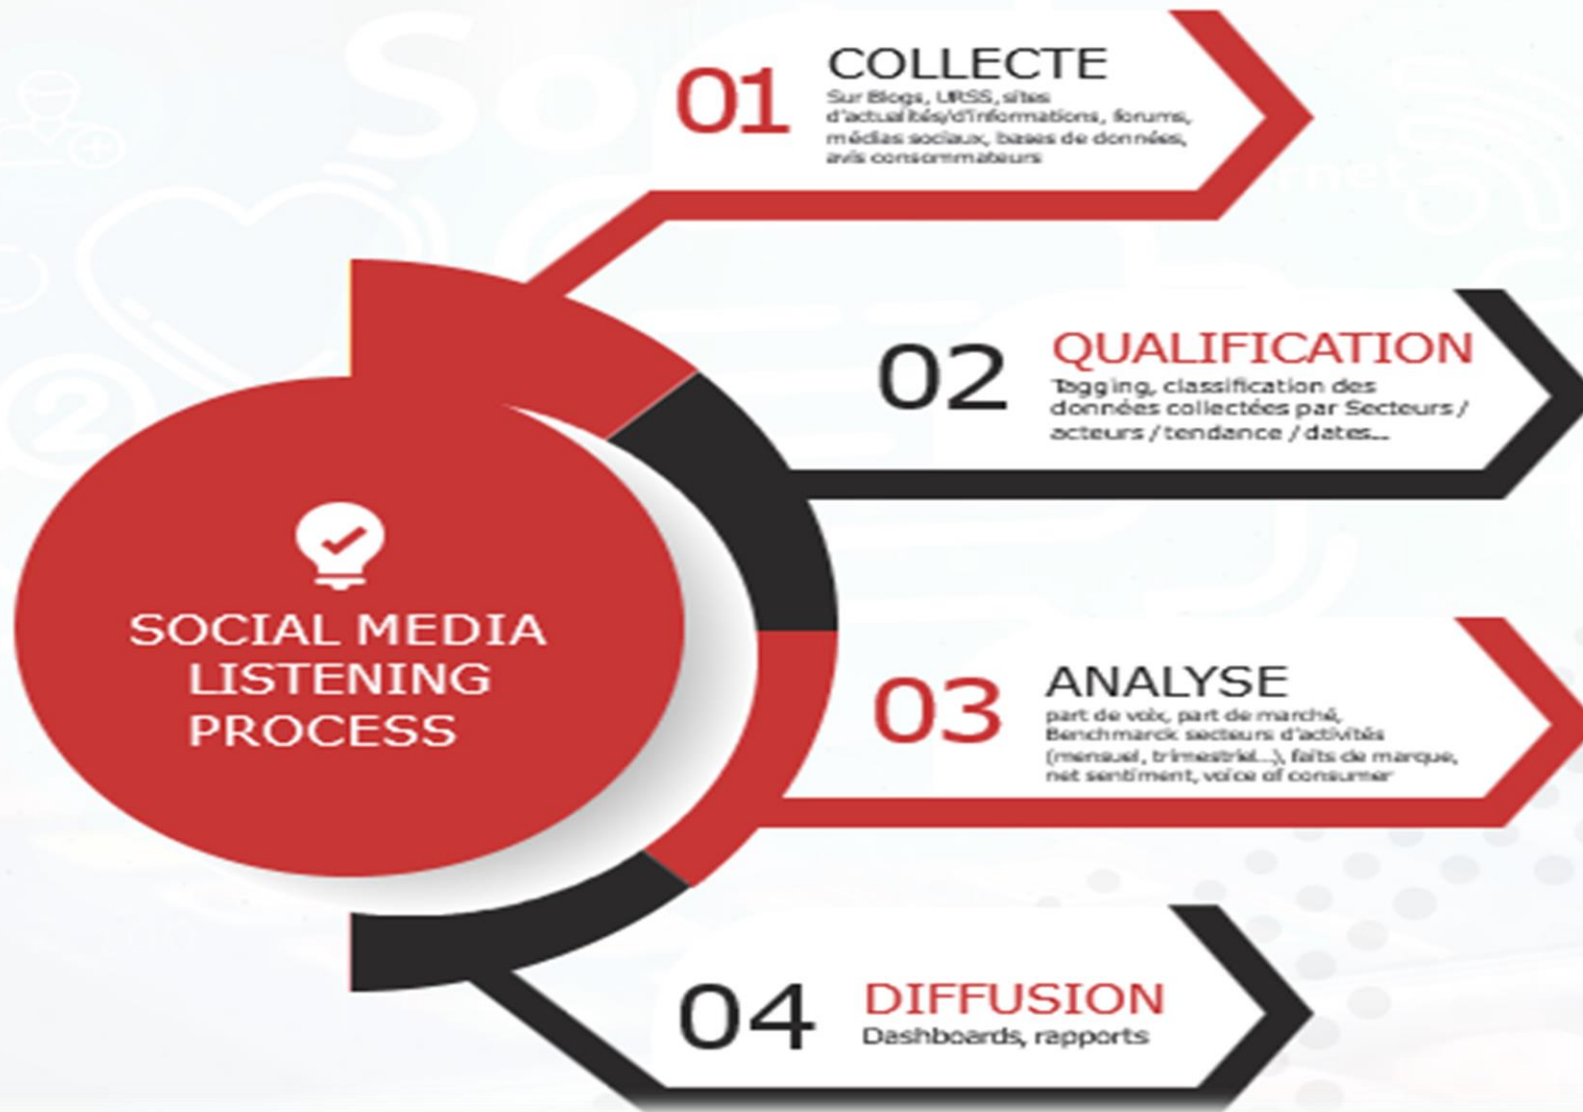 SOCIAL MEDIA
LISTENING
PROCESS
01
COLLECTE
Sur Blogs, URSS, sites
d'actualités/d'informations, forums,
médias sociaux, bases de données,
avis consommateurs
02
QUALIFICATION
Tagging, classification des
données collectées par Secteurs /
acteurs / tendance / dates...
03
ANALYSE
part de voix, part de marché,
Benchmarck secteurs d'activités
(mensuel, trimestriel...), faits de marque,
net sentiment, voice of consumer
04
DIFFUSION
Dashboards, rapports
So
rnet
2